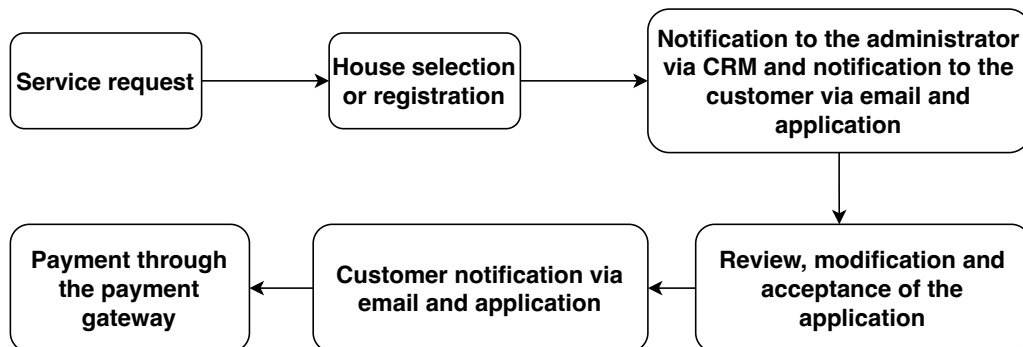 Service request
House selection
or registration
Notification to the administrator
via CRM and notification to the
customer via email and
application
Review, modification and
acceptance of the
application
Customer notification via
email and application
Payment through
the payment
gateway